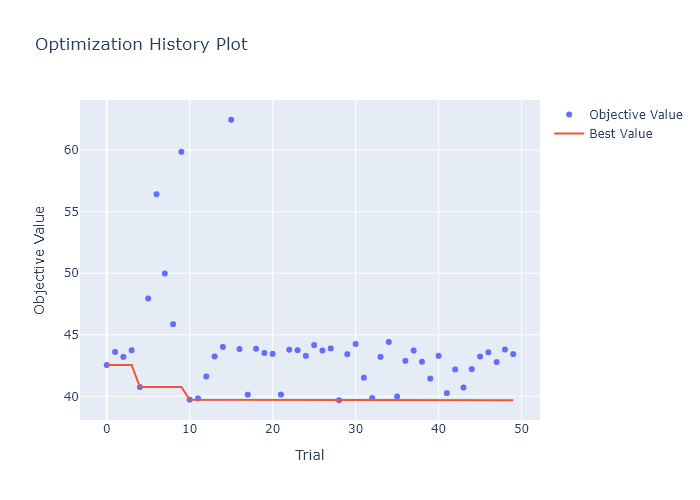 Optimization History Plot
Objective Value
Best Value
60
55
50
45
40
Objective Value
0
10
20
30
40
50
Trial